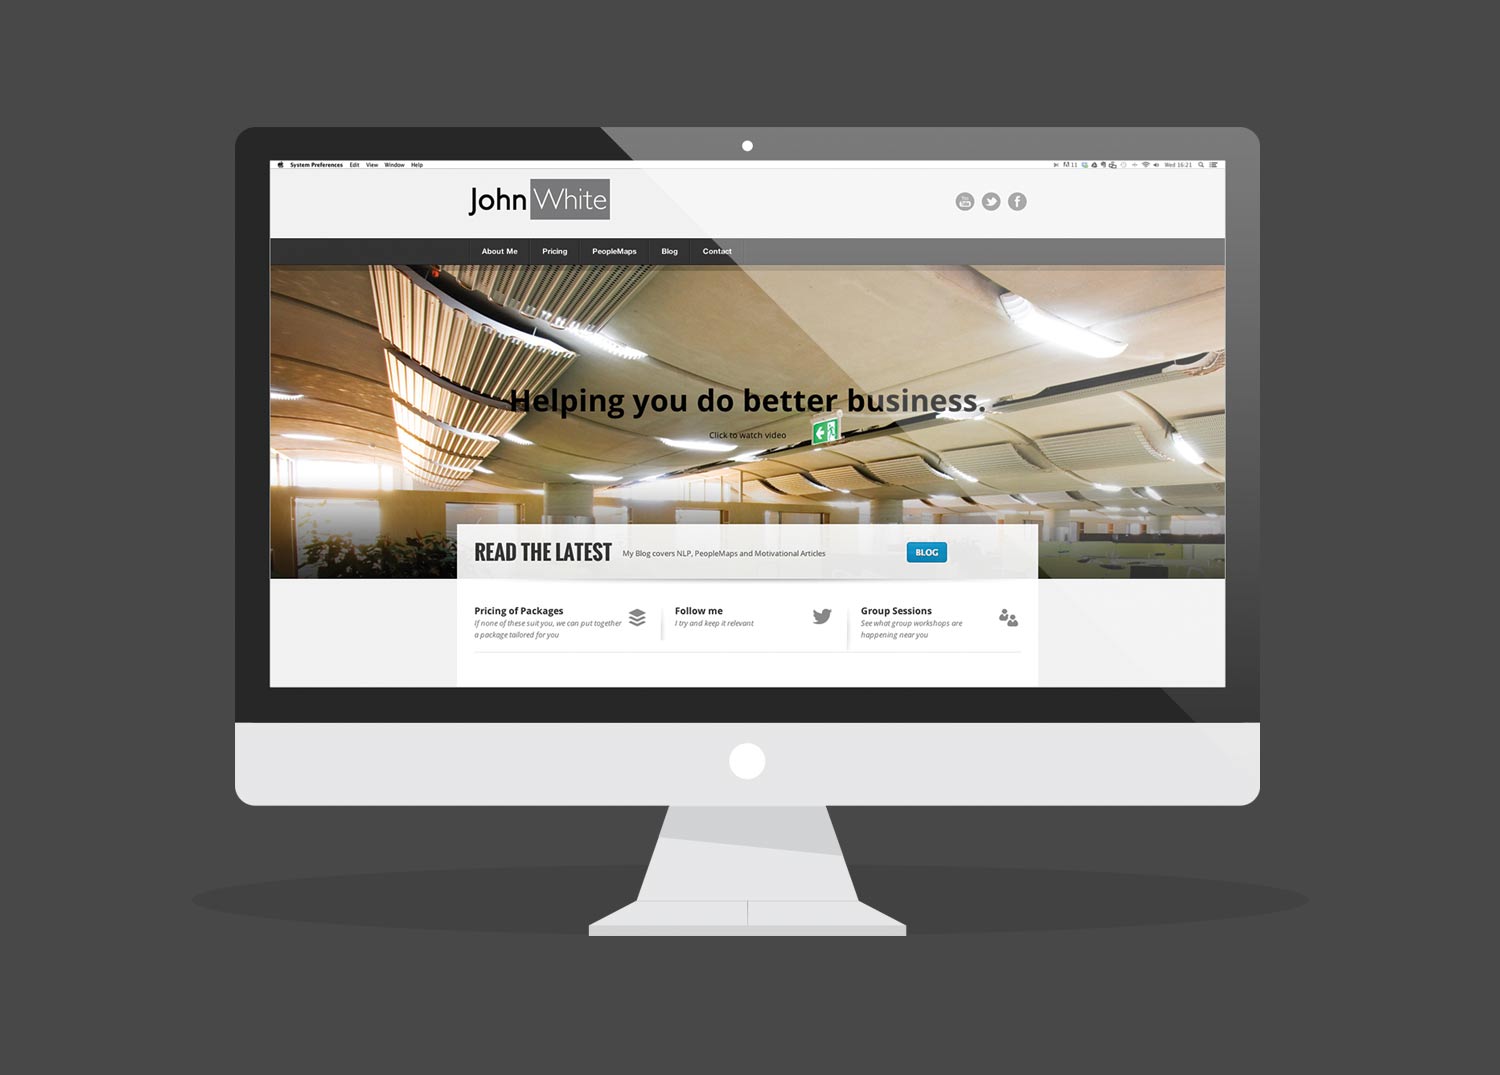 System Preferences Edit View Window Help
11 Wed 16:21
John White
You
About Me Pricing PeopleMaps Blog Contact
Helping you do better business.
Click to watch video
READ THE LATEST My Blog covers NLP, PeopleMaps and Motivational Articles BLOG
Pricing of Packages
If none of these suit you, we can put together
a package tailored for you
Follow me
I try and keep it relevant
Group Sessions
See what group workshops are
happening near you